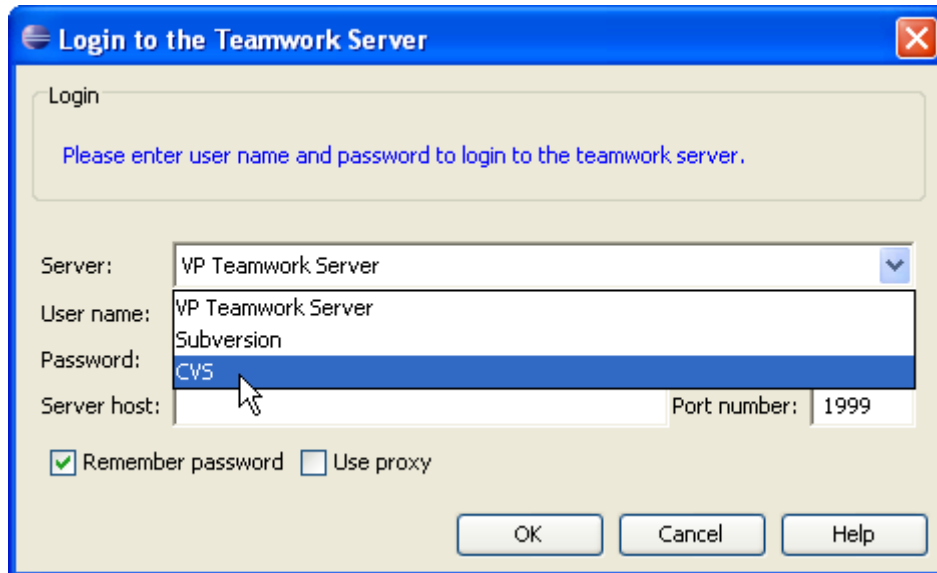 Login to the Teamwork Server
Login
Please enter user name and password to login to the teamwork server.
Server: VP Teamwork Server
User name: VP Teamwork Server
Subversion
Password: CVS
Server host: Port number: 1999
Remember password Use proxy
OK Cancel Help